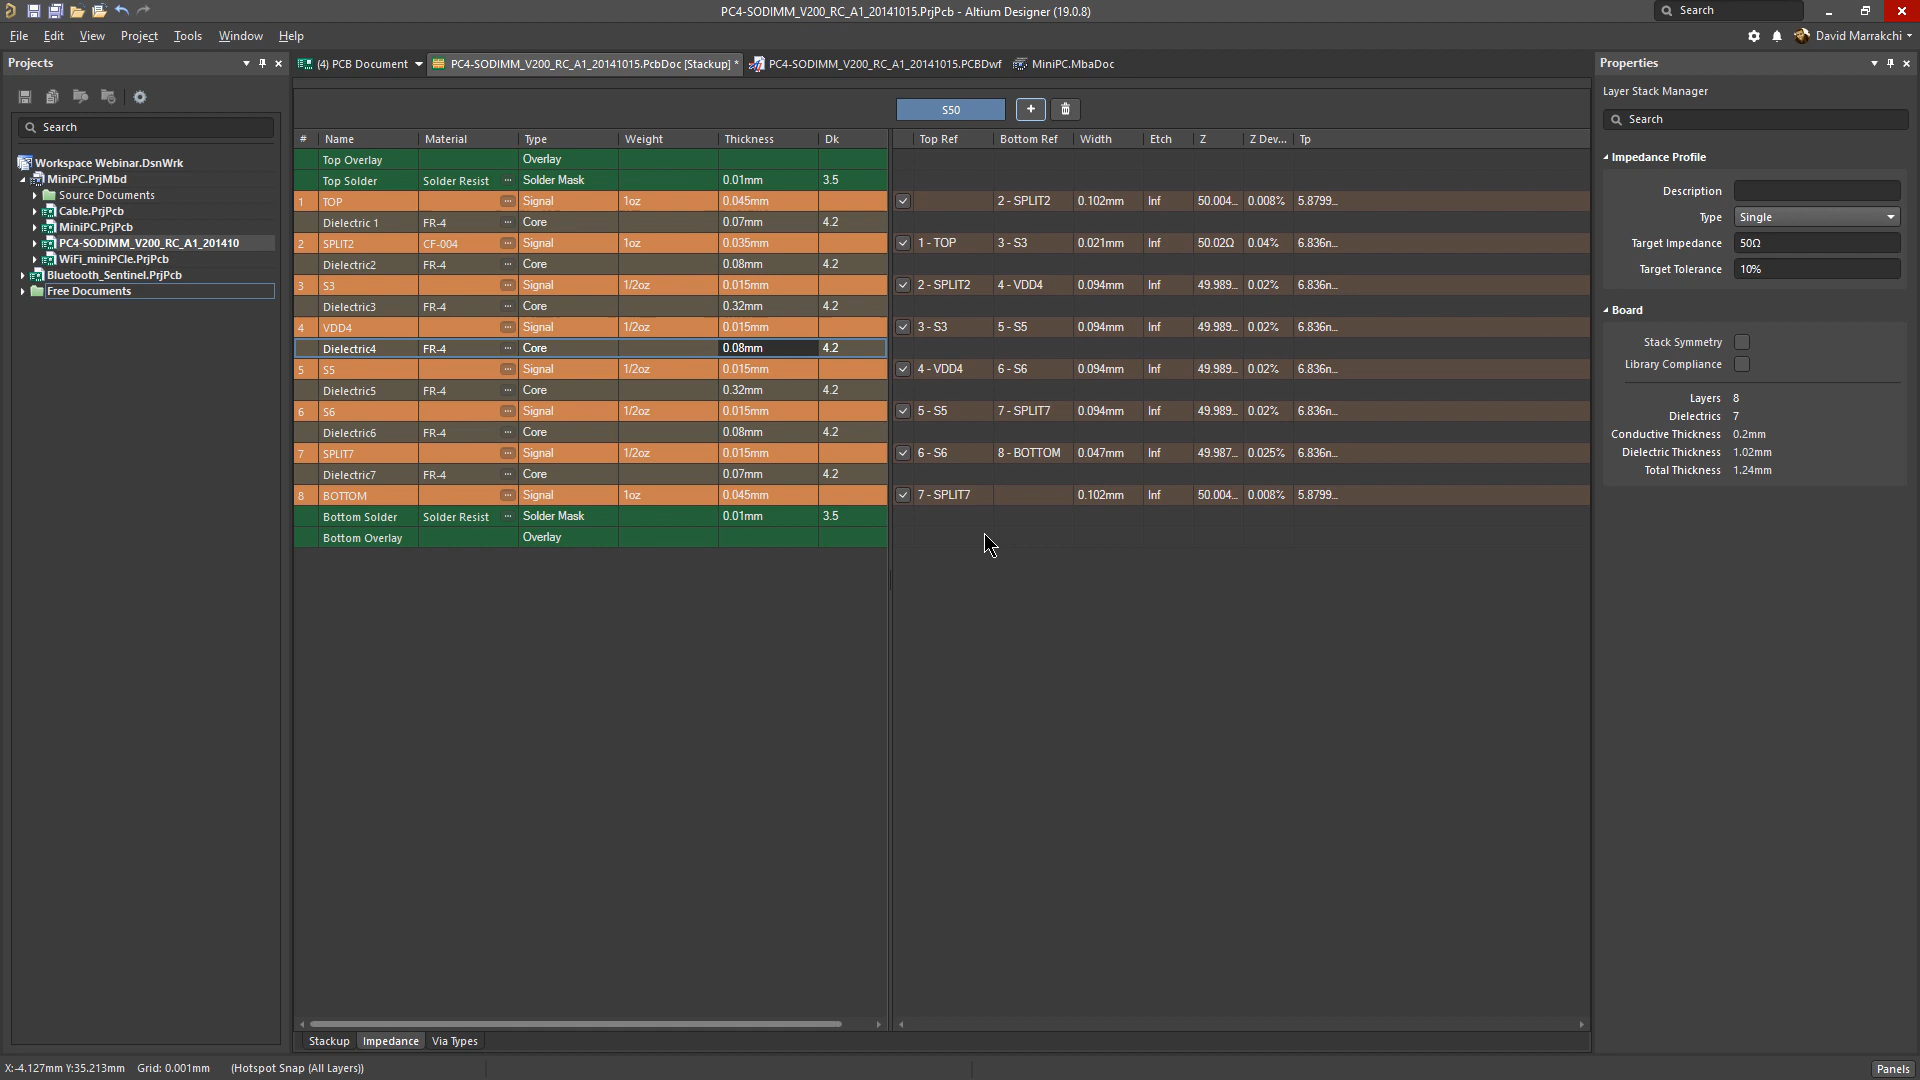 PC4-SODIMM_V200_RC_A1_20141015.PrjPcb - Altium Designer (19.0.8)
Search
File Edit View Project Tools Window Help
David Marrakchi
Projects
(4) PCB Document
PC4-SODIMM_V200_RC_A1_20141015.PcbDoc [Stackup] *
PC4-SODIMM_V200_RC_A1_20141015.PCBDwf
MiniPC.MbaDoc
Properties
Search
Workspace Webinar.DsnWrk
MiniPC.PrjMbd
Source Documents
Cable.PrjPcb
MiniPC.PrjPcb
PC4-SODIMM_V200_RC_A1_201410
WiFi_miniPCIe.PrjPcb
Bluetooth_Sentinel.PrjPcb
Free Documents
S50 +
# Name Material Type Weight Thickness Dk
Top Overlay Overlay
Top Solder Solder Resist ... Solder Mask 0.01mm 3.5
1 TOP ... Signal 1oz 0.045mm
Dielectric 1 FR-4 ... Core 0.07mm 4.2
2 SPLIT2 CF-004 ... Signal 1oz 0.035mm
Dielectric2 FR-4 ... Core 0.08mm 4.2
3 S3 ... Signal 1/2oz 0.015mm
Dielectric3 FR-4 ... Core 0.32mm 4.2
4 VDD4 ... Signal 1/2oz 0.015mm
Dielectric4 FR-4 ... Core 0.08mm 4.2
5 S5 ... Signal 1/2oz 0.015mm
Dielectric5 FR-4 ... Core 0.32mm 4.2
6 S6 ... Signal 1/2oz 0.015mm
Dielectric6 FR-4 ... Core 0.08mm 4.2
7 SPLIT7 ... Signal 1/2oz 0.015mm
Dielectric7 FR-4 ... Core 0.07mm 4.2
8 BOTTOM ... Signal 1oz 0.045mm
Bottom Solder Solder Resist ... Solder Mask 0.01mm 3.5
Bottom Overlay Overlay
Top Ref Bottom Ref Width Etch Z Z Dev... Tp
2 - SPLIT2 0.102mm Inf 50.004... 0.008% 5.8799...
1 - TOP 3 - S3 0.021mm Inf 50.02Ω 0.04% 6.836n...
2 - SPLIT2 4 - VDD4 0.094mm Inf 49.989... 0.02% 6.836n...
3 - S3 5 - S5 0.094mm Inf 49.989... 0.02% 6.836n...
4 - VDD4 6 - S6 0.094mm Inf 49.989... 0.02% 6.836n...
5 - S5 7 - SPLIT7 0.094mm Inf 49.989... 0.02% 6.836n...
6 - S6 8 - BOTTOM 0.047mm Inf 49.987... 0.025% 6.836n...
7 - SPLIT7 0.102mm Inf 50.004... 0.008% 5.8799...
Layer Stack Manager
Search
Impedance Profile
Description
Type Single
Target Impedance 50Ω
Target Tolerance 10%
Board
Stack Symmetry
Library Compliance
Layers 8
Dielectrics 7
Conductive Thickness 0.2mm
Dielectric Thickness 1.02mm
Total Thickness 1.24mm
Stackup Impedance Via Types
X:-4.127mm Y:35.213mm Grid: 0.001mm (Hotspot Snap (All Layers))
Panels